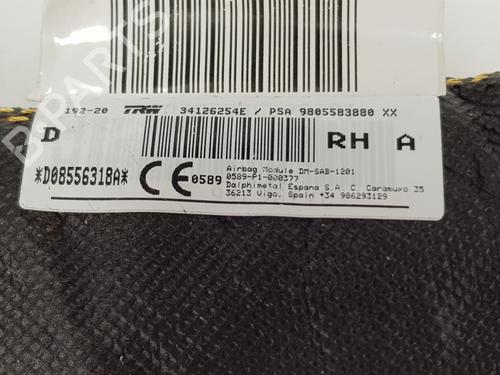 192-20 TRW 34126254E / PSA 9805583880 XX
D RH A
*D08556318A* CE 0589 Airbag Module DM-SAB-1201
0589-P1-000377
Dalphimetal Espana S.A. C Caramuxo 35
36213 Vigo, Spain +34 986293129
B-PARTS